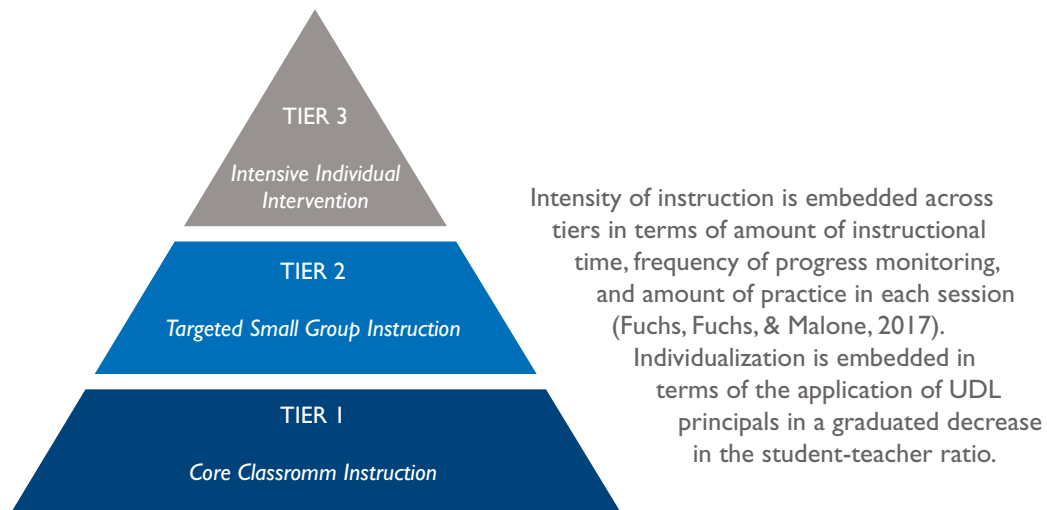 TIER 3
Intensive Individual
Intervention
TIER 2
Targeted Small Group Instruction
TIER 1
Core Classromm Instruction
Intensity of instruction is embedded across
tiers in terms of amount of instructional
time, frequency of progress monitoring,
and amount of practice in each session
(Fuchs, Fuchs, & Malone, 2017).
Individualization is embedded in
terms of the application of UDL
principals in a graduated decrease
in the student-teacher ratio.